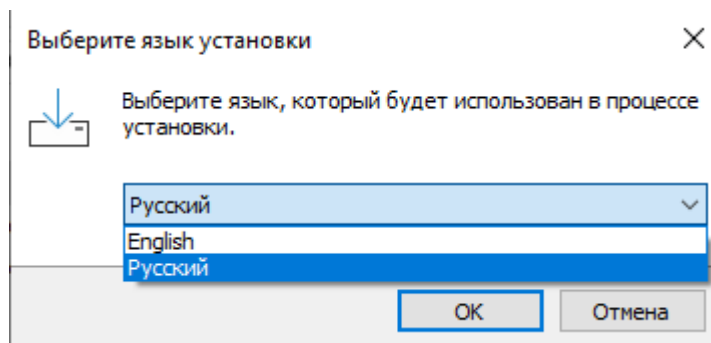 Выберите язык установки
Выберите язык, который будет использован в процессе
установки.
Русский
English
Русский
OK
Отмена